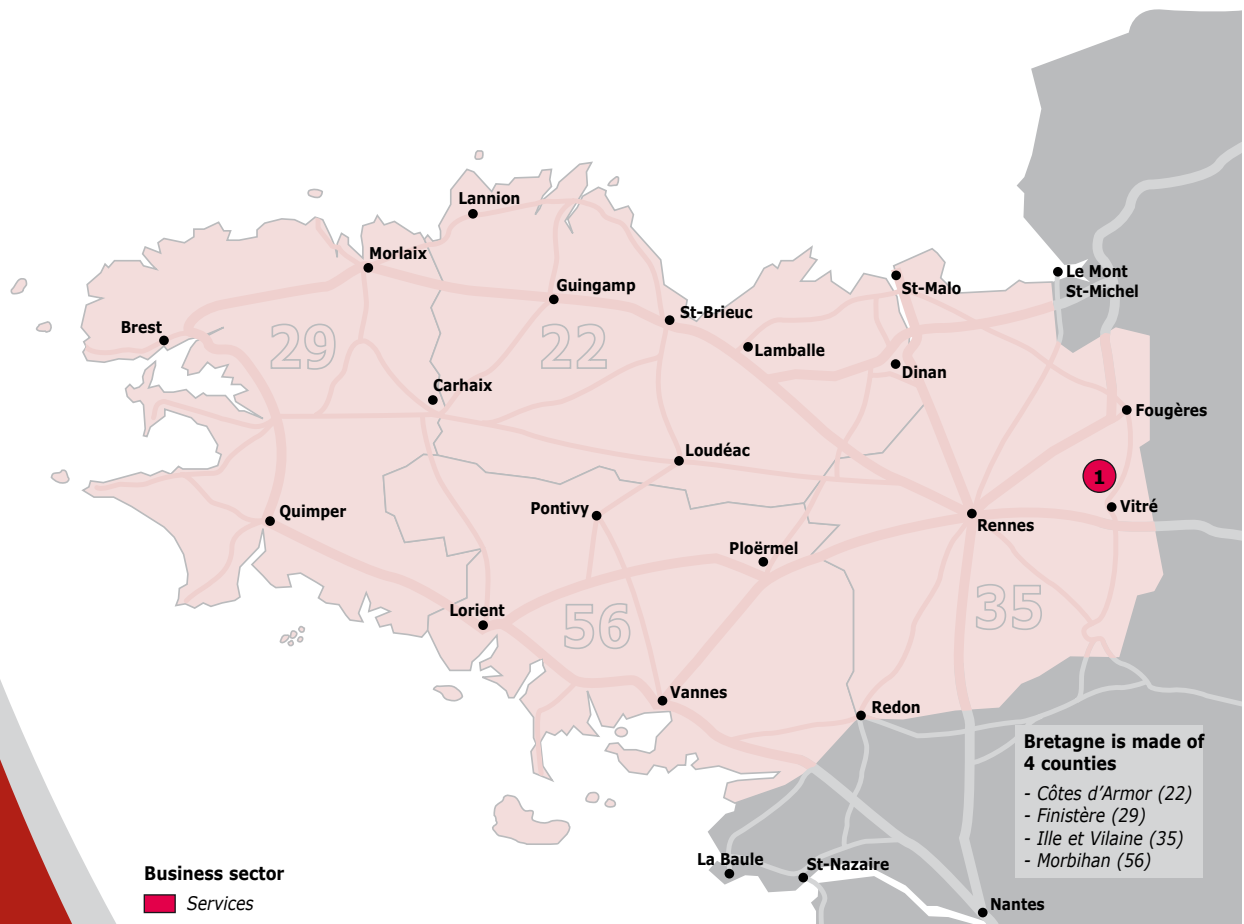 Lannion
Morlaix
Le Mont
St-Michel
St-Malo
Guingamp
St-Brieuc
Brest
29
22
Lamballe
Dinan
Carhaix
Fougères
Loudéac
1
Vitré
Pontivy
Quimper
Rennes
Ploërmel
Lorient
56
35
Vannes
Redon
Bretagne is made of
4 counties
- Côtes d’Armor (22)
- Finistère (29)
- Ille et Vilaine (35)
- Morbihan (56)
La Baule
St-Nazaire
Nantes
Business sector
Services